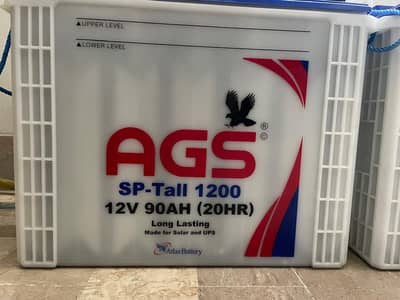 UPPER LEVEL
LOWER LEVEL
AGS®
©
SP-Tall 1200
12V 90AH (20HR)
Long Lasting
Made for Solar and UPS
Atlas Battery